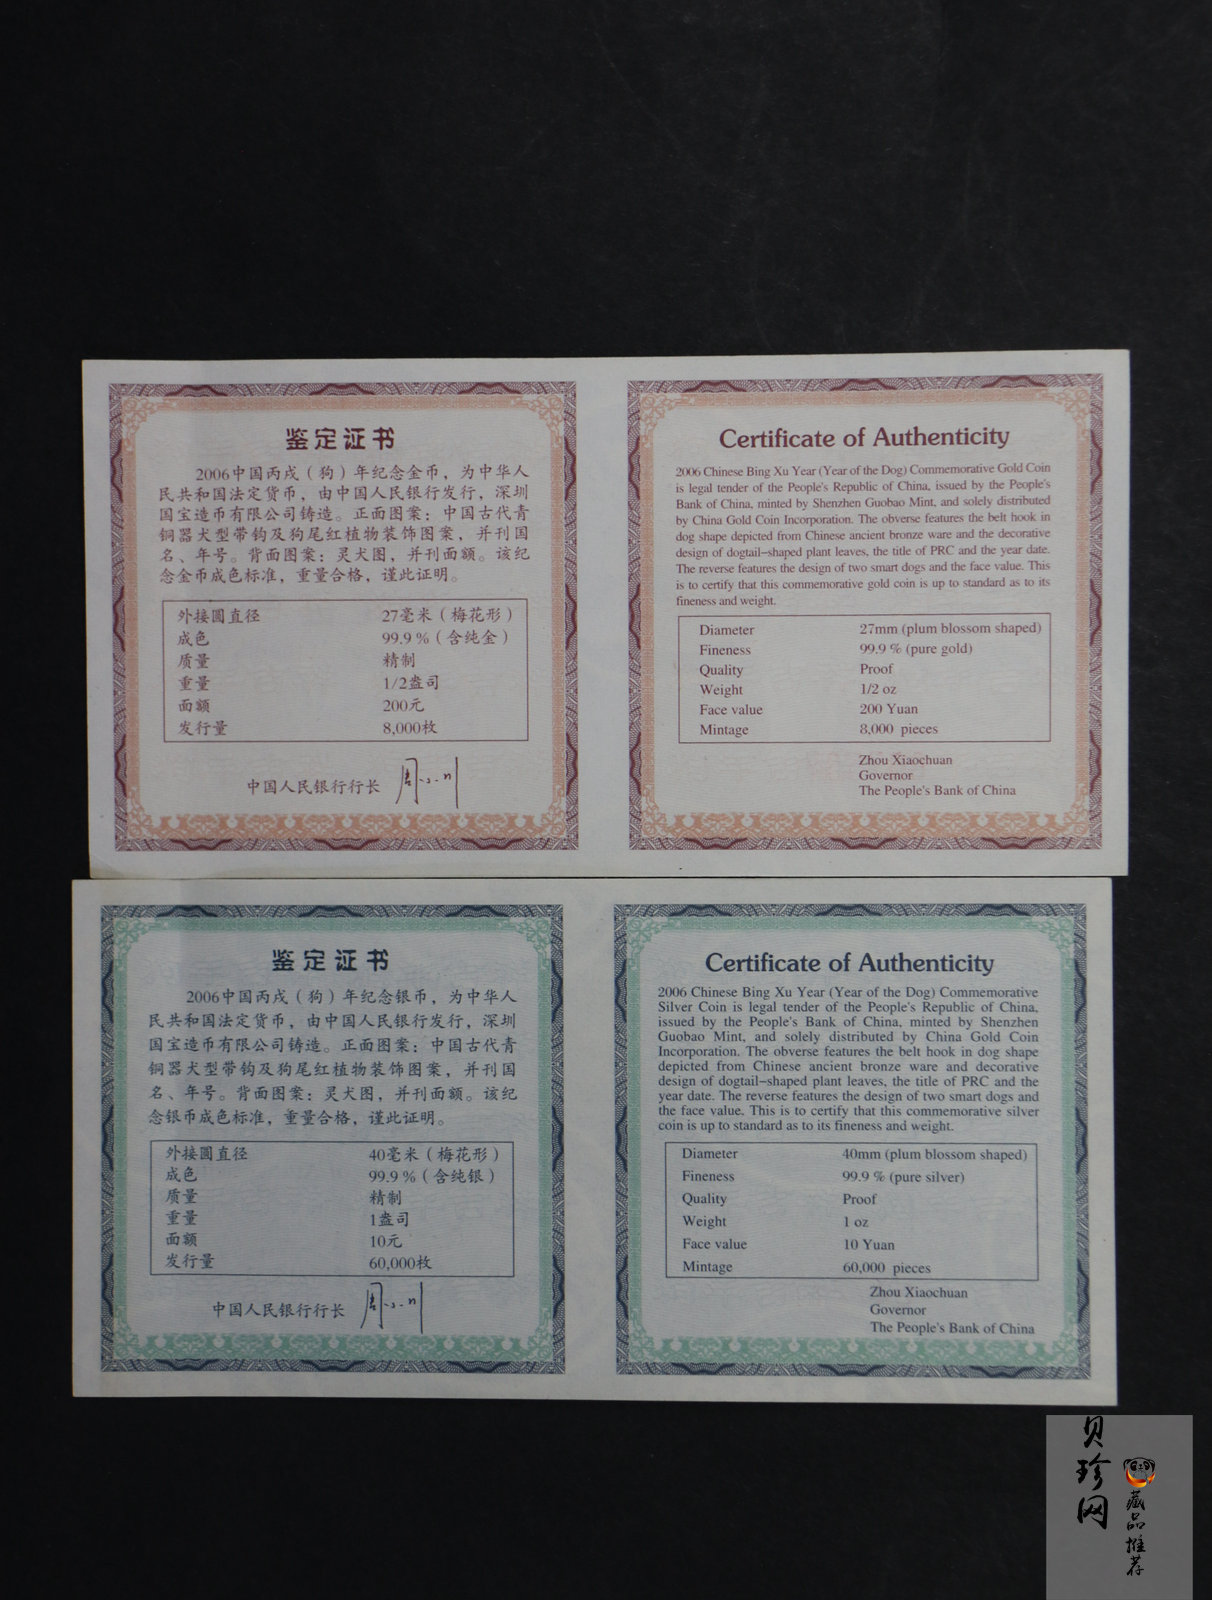 鉴定证书
2006中国丙戌（狗）年纪念金币，为中华人
民共和国法定货币，由中国人民银行发行，深圳
国宝造币有限公司铸造。正面图案：中国古代青
铜器犬型带钩及狗尾红植物装饰图案，并刊国
名、年号。背面图案：灵犬图，并刊面额。该纪
念金币成色标准，重量合格，谨此证明。
外接圆直径 27毫米（梅花形）
成色 99.9%（含纯金）
质量 精制
重量 1/2盎司
面额 200元
发行量 8,000枚
中国人民银行行长 周小川
Certificate of Authenticity
2006 Chinese Bing Xu Year (Year of the Dog) Commemorative Gold Coin
is legal tender of the People's Republic of China, issued by the People's
Bank of China, minted by Shenzhen Guobao Mint, and solely distributed
by China Gold Coin Incorporation. The obverse features the belt hook in
dog shape depicted from Chinese ancient bronze ware and the decorative
design of dogtail-shaped plant leaves, the title of PRC and the year date.
The reverse features the design of two smart dogs and the face value. This
is to certify that this commemorative gold coin is up to standard as to its
fineness and weight.
Diameter 27mm (plum blossom shaped)
Fineness 99.9 % (pure gold)
Quality Proof
Weight 1/2 oz
Face value 200 Yuan
Mintage 8,000 pieces
Zhou Xiaochuan
Governor
The People's Bank of China
鉴定证书
2006中国丙戌（狗）年纪念银币，为中华人
民共和国法定货币，由中国人民银行发行，深圳
国宝造币有限公司铸造。正面图案：中国古代青
铜器犬型带钩及狗尾红植物装饰图案，并刊国
名、年号。背面图案：灵犬图，并刊面额。该纪
念银币成色标准，重量合格，谨此证明。
外接圆直径 40毫米（梅花形）
成色 99.9%（含纯银）
质量 精制
重量 1盎司
面额 10元
发行量 60,000枚
中国人民银行行长 周小川
Certificate of Authenticity
2006 Chinese Bing Xu Year (Year of the Dog) Commemorative
Silver Coin is legal tender of the People's Republic of China,
issued by the People's Bank of China, minted by Shenzhen
Guobao Mint, and solely distributed by China Gold Coin
Incorporation. The obverse features the belt hook in dog shape
depicted from Chinese ancient bronze ware and decorative
design of dogtail-shaped plant leaves, the title of PRC and the
year date. The reverse features the design of two smart dogs and
the face value. This is to certify that this commemorative silver
coin is up to standard as to its fineness and weight.
Diameter 40mm (plum blossom shaped)
Fineness 99.9 % (pure silver)
Quality Proof
Weight 1 oz
Face value 10 Yuan
Mintage 60,000 pieces
Zhou Xiaochuan
Governor
The People's Bank of China
贝珍网
藏品推荐